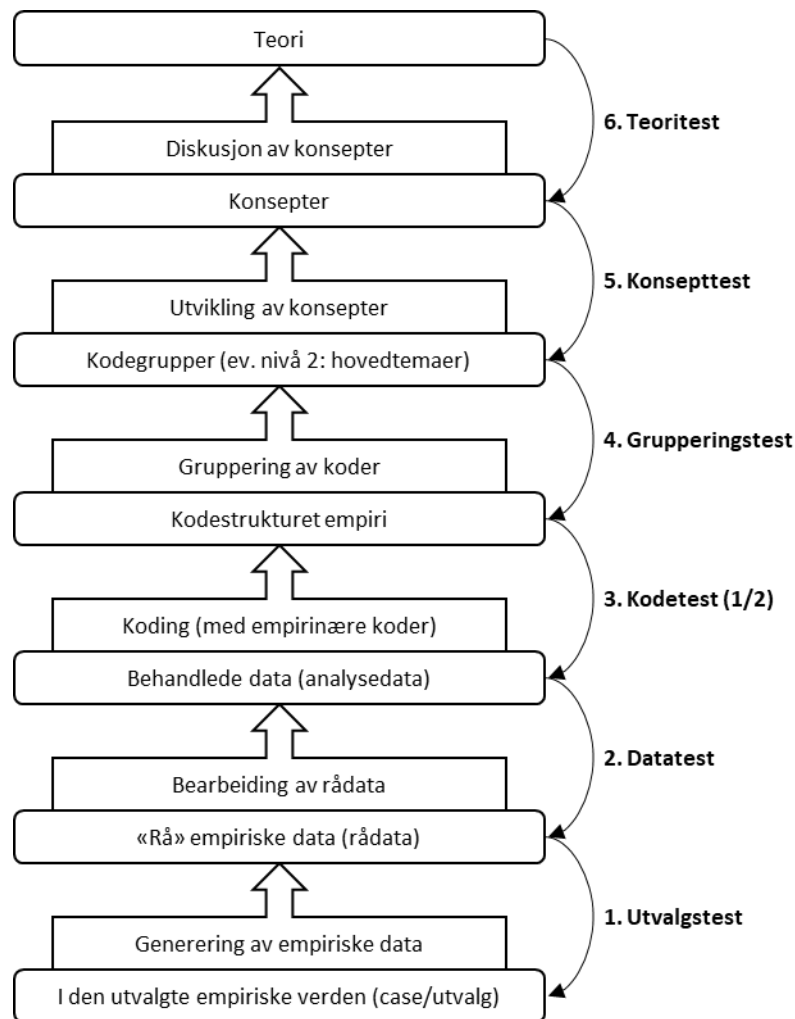 Teori
6. Teoritest
Diskusjon av konsepter
Konsepter
5. Konsepttest
Utvikling av konsepter
Kodegrupper (ev. nivå 2: hovedtemaer)
4. Grupperingstest
Gruppering av koder
Kodestrukturet empiri
3. Kodetest (1/2)
Koding (med empirinære koder)
Behandlede data (analysedata)
2. Datatest
Bearbeiding av rådata
«Rå» empiriske data (rådata)
1. Utvalgstest
Generering av empiriske data
I den utvalgte empiriske verden (case/utvalg)